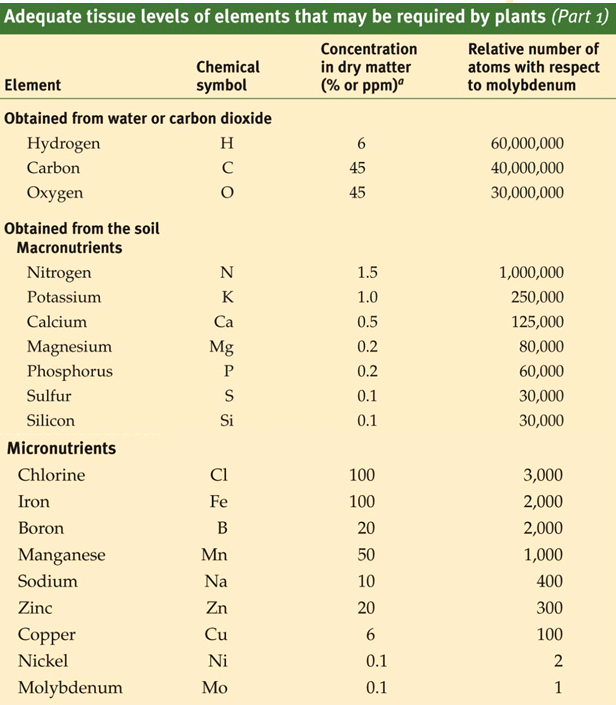 Adequate tissue levels of elements that may be required by plants (Part 1)
Element Chemical symbol Concentration in dry matter (% or ppm)ᵃ Relative number of atoms with respect to molybdenum
Obtained from water or carbon dioxide
Hydrogen H 6 60,000,000
Carbon C 45 40,000,000
Oxygen O 45 30,000,000
Obtained from the soil
Macronutrients
Nitrogen N 1.5 1,000,000
Potassium K 1.0 250,000
Calcium Ca 0.5 125,000
Magnesium Mg 0.2 80,000
Phosphorus P 0.2 60,000
Sulfur S 0.1 30,000
Silicon Si 0.1 30,000
Micronutrients
Chlorine Cl 100 3,000
Iron Fe 100 2,000
Boron B 20 2,000
Manganese Mn 50 1,000
Sodium Na 10 400
Zinc Zn 20 300
Copper Cu 6 100
Nickel Ni 0.1 2
Molybdenum Mo 0.1 1